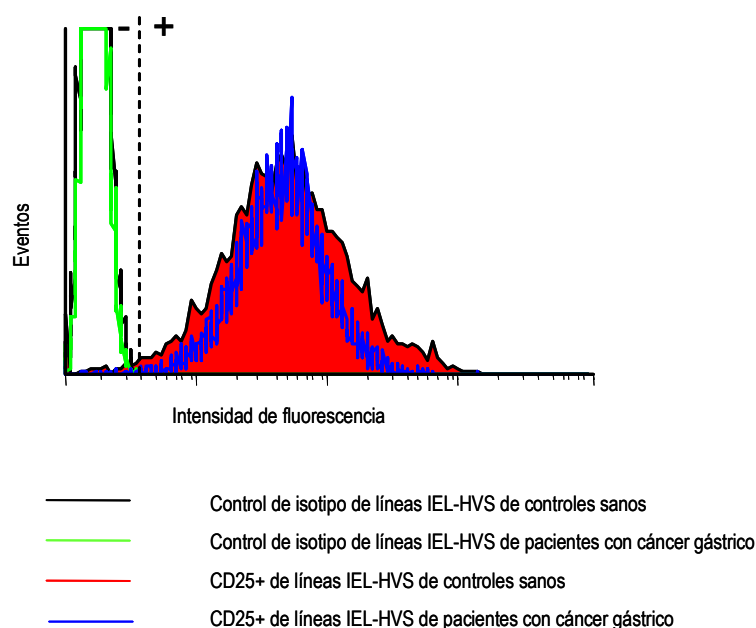 - +
Eventos
Intensidad de fluorescencia
Control de isotipo de líneas IEL-HVS de controles sanos
Control de isotipo de líneas IEL-HVS de pacientes con cáncer gástrico
CD25+ de líneas IEL-HVS de controles sanos
CD25+ de líneas IEL-HVS de pacientes con cáncer gástrico